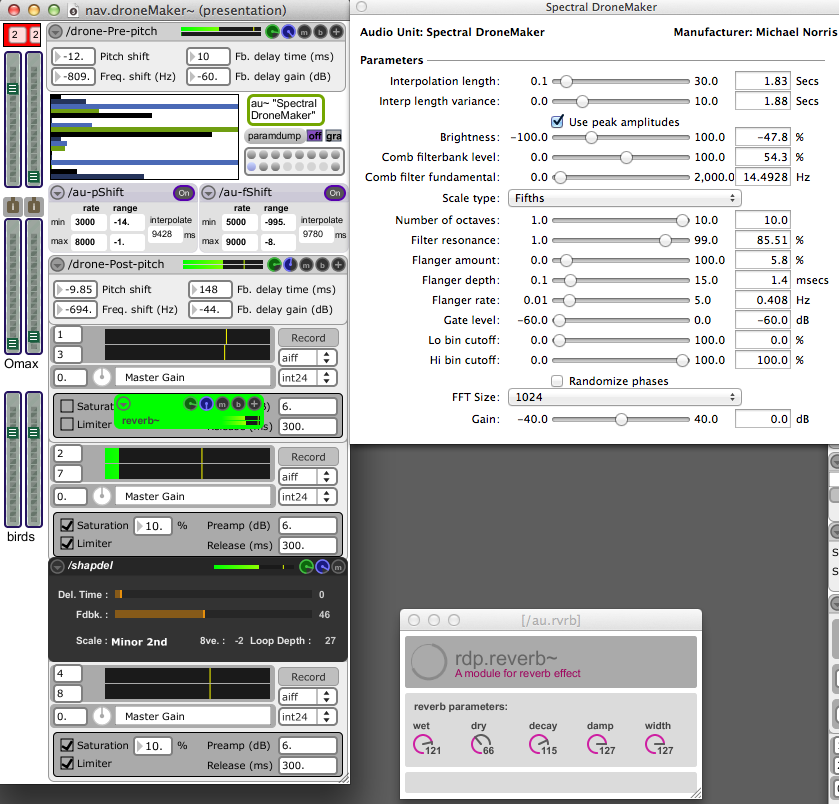 nav.droneMaker~ (presentation)
2 2
/drone-Pre-pitch
-12. Pitch shift 10 Fb. delay time (ms)
-809. Freq. shift (Hz) -60. Fb. delay gain (dB)
au~ "Spectral
DroneMaker"
paramdump off gra
/au-pShift On /au-fShift On
rate range rate range
min 3000 -14. interpolate min 5000 -995. interpolate
9428 ms 9780 ms
max 8000 -1. max 9000 -8.
/drone-Post-pitch
-9.85 Pitch shift 148 Fb. delay time (ms)
-694. Freq. shift (Hz) -44. Fb. delay gain (dB)
1 Record
3 aiff
0. Master Gain int24
Omax
Saturat B) 6.
reverb~
Limiter Release (ms) 300.
2 Record
7 aiff
0. Master Gain int24
Saturation 10. % Preamp (dB) 6.
Limiter Release (ms) 300.
birds
/shapdel m
Del. Time : 0
Fdbk. : 46
Scale : Minor 2nd 8ve. : -2 Loop Depth : 27
4 Record
8 aiff
0. Master Gain int24
Saturation 10. % Preamp (dB) 6.
Limiter Release (ms) 300.
Spectral DroneMaker
Audio Unit: Spectral DroneMaker Manufacturer: Michael Norris
Parameters
Interpolation length: 0.1 30.0 1.83 Secs
Interp length variance: 0.0 10.0 1.88 Secs
Use peak amplitudes
Brightness: -100.0 100.0 -47.8 %
Comb filterbank level: 0.0 100.0 54.3 %
Comb filter fundamental: 0.0 2,000.0 14.4928 Hz
Scale type: Fifths
Number of octaves: 1.0 10.0 10.0
Filter resonance: 1.0 99.0 85.51 %
Flanger amount: 0.0 100.0 5.8 %
Flanger depth: 0.1 15.0 1.4 msecs
Flanger rate: 0.01 5.0 0.408 Hz
Gate level: -60.0 0.0 -60.0 dB
Lo bin cutoff: 0.0 100.0 0.0 %
Hi bin cutoff: 0.0 100.0 100.0 %
Randomize phases
FFT Size: 1024
Gain: -40.0 40.0 0.0 dB
[/au.rvrb]
rdp.reverb~
A module for reverb effect
reverb parameters:
wet dry decay damp width
121 66 115 127 127